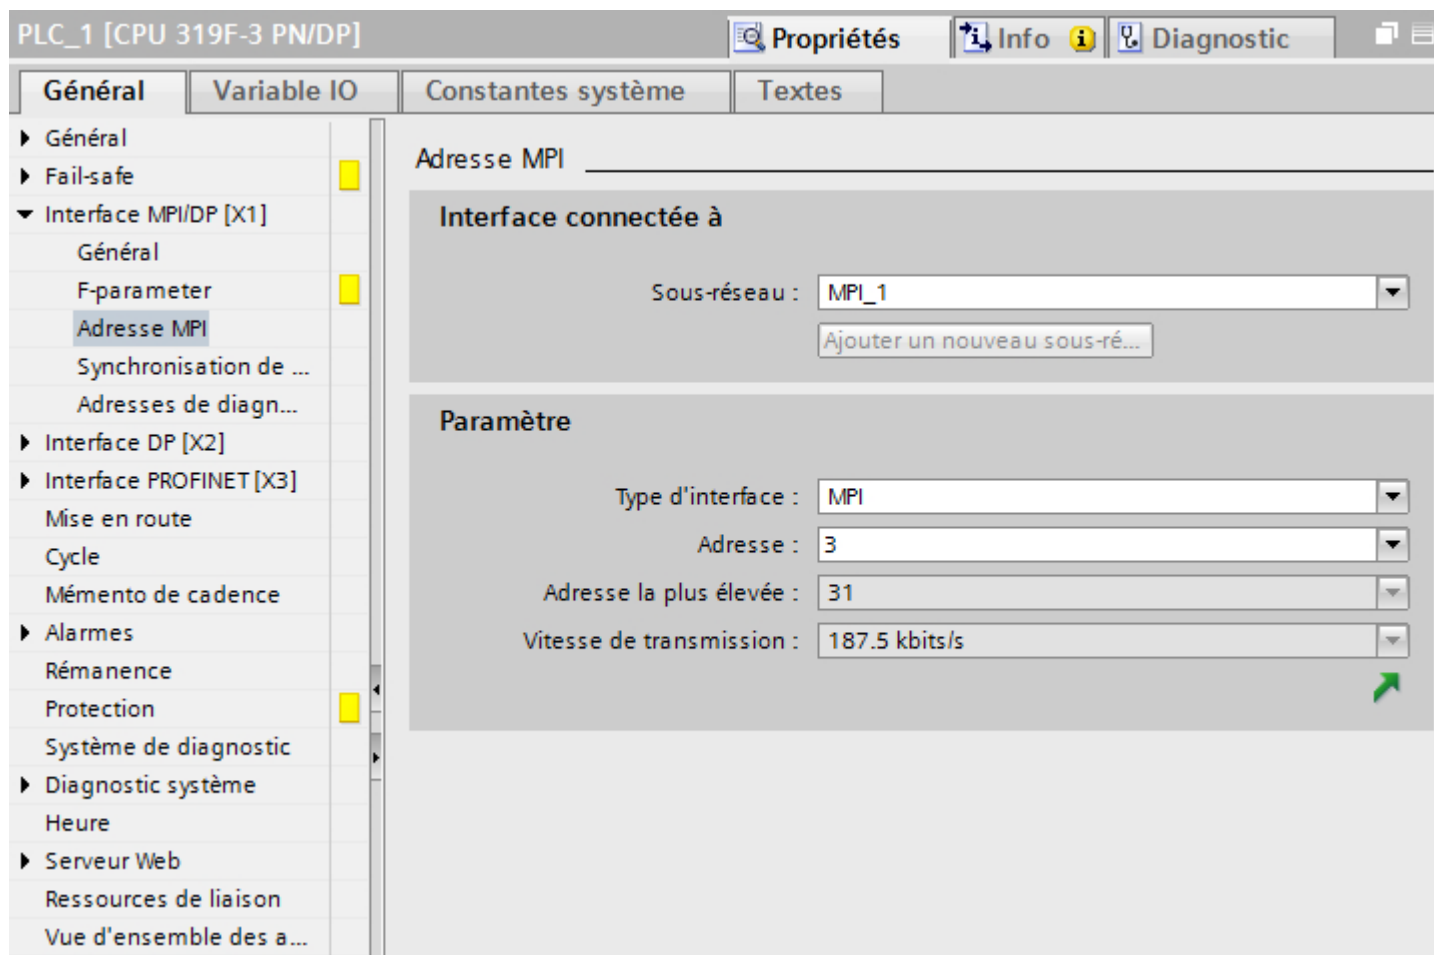 PLC_1 [CPU 319F-3 PN/DP]
Propriétés
Info
Diagnostic
Général
Variable IO
Constantes système
Textes
Général
Fail-safe
Interface MPI/DP [X1]
Général
F-parameter
Adresse MPI
Synchronisation de ...
Adresses de diagn...
Interface DP [X2]
Interface PROFINET [X3]
Mise en route
Cycle
Mémento de cadence
Alarmes
Rémanence
Protection
Système de diagnostic
Diagnostic système
Heure
Serveur Web
Ressources de liaison
Vue d'ensemble des a...
Adresse MPI
Interface connectée à
Sous-réseau : MPI_1
Ajouter un nouveau sous-ré...
Paramètre
Type d'interface : MPI
Adresse : 3
Adresse la plus élevée : 31
Vitesse de transmission : 187.5 kbits/s